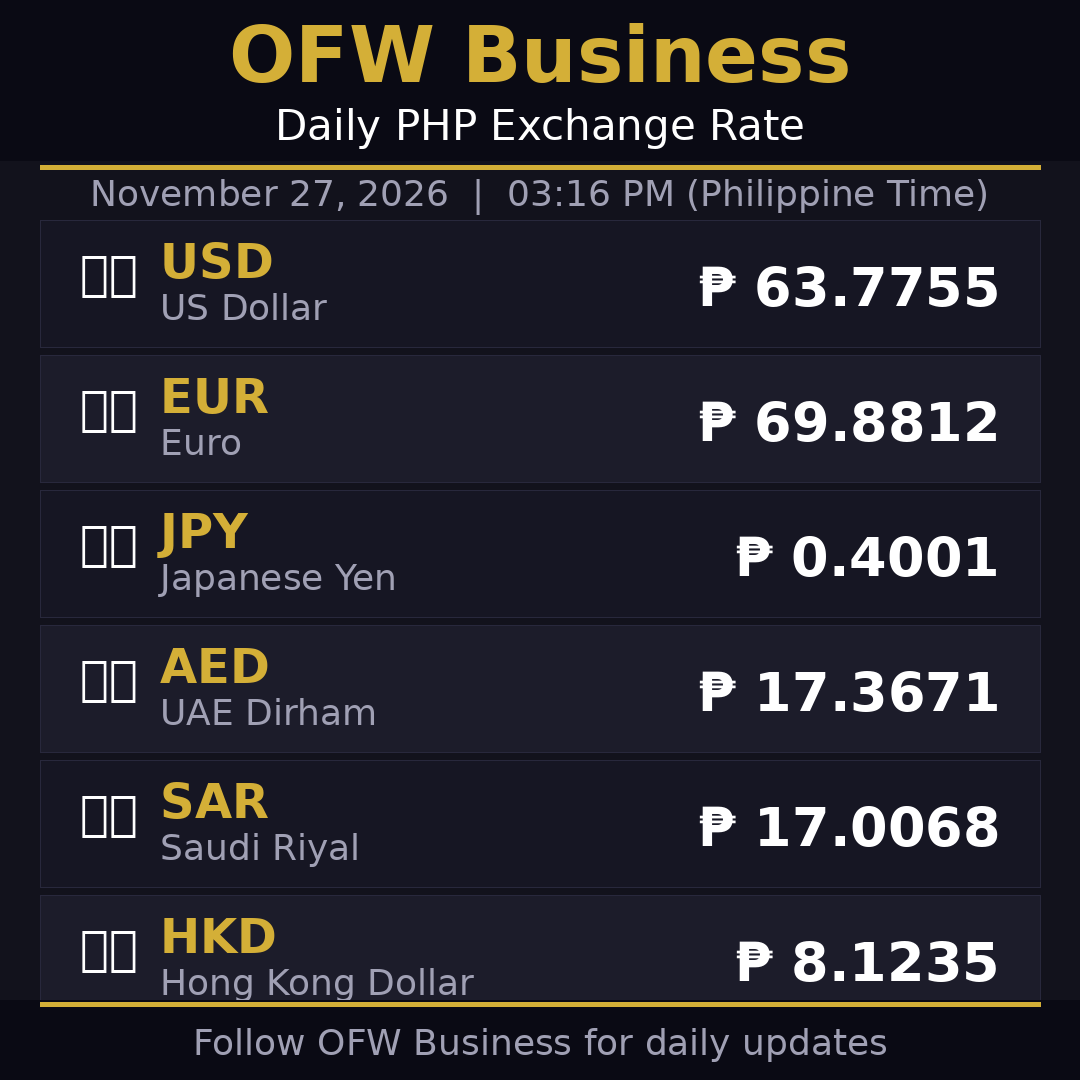 OFW Business
Daily PHP Exchange Rate
November 27, 2026 | 03:16 PM (Philippine Time)
USD
US Dollar
₱ 63.7755
EUR
Euro
₱ 69.8812
JPY
Japanese Yen
₱ 0.4001
AED
UAE Dirham
₱ 17.3671
SAR
Saudi Riyal
₱ 17.0068
HKD
Hong Kong Dollar
₱ 8.1235
Follow OFW Business for daily updates